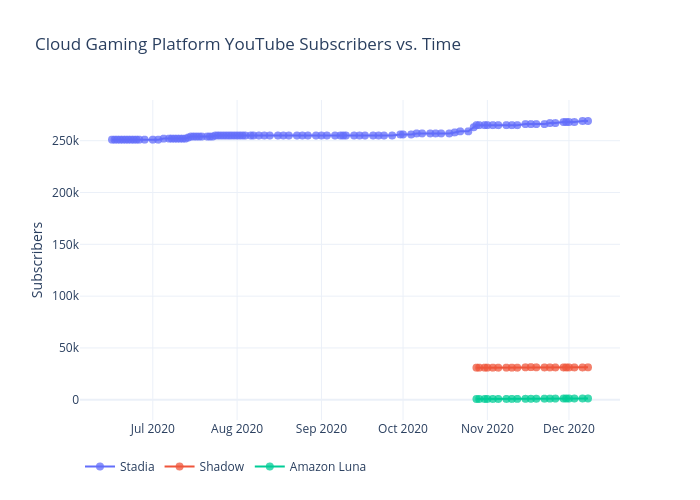 Cloud Gaming Platform YouTube Subscribers vs. Time
Subscribers
250k
200k
150k
100k
50k
0
Jul 2020 Aug 2020 Sep 2020 Oct 2020 Nov 2020 Dec 2020
Stadia Shadow Amazon Luna